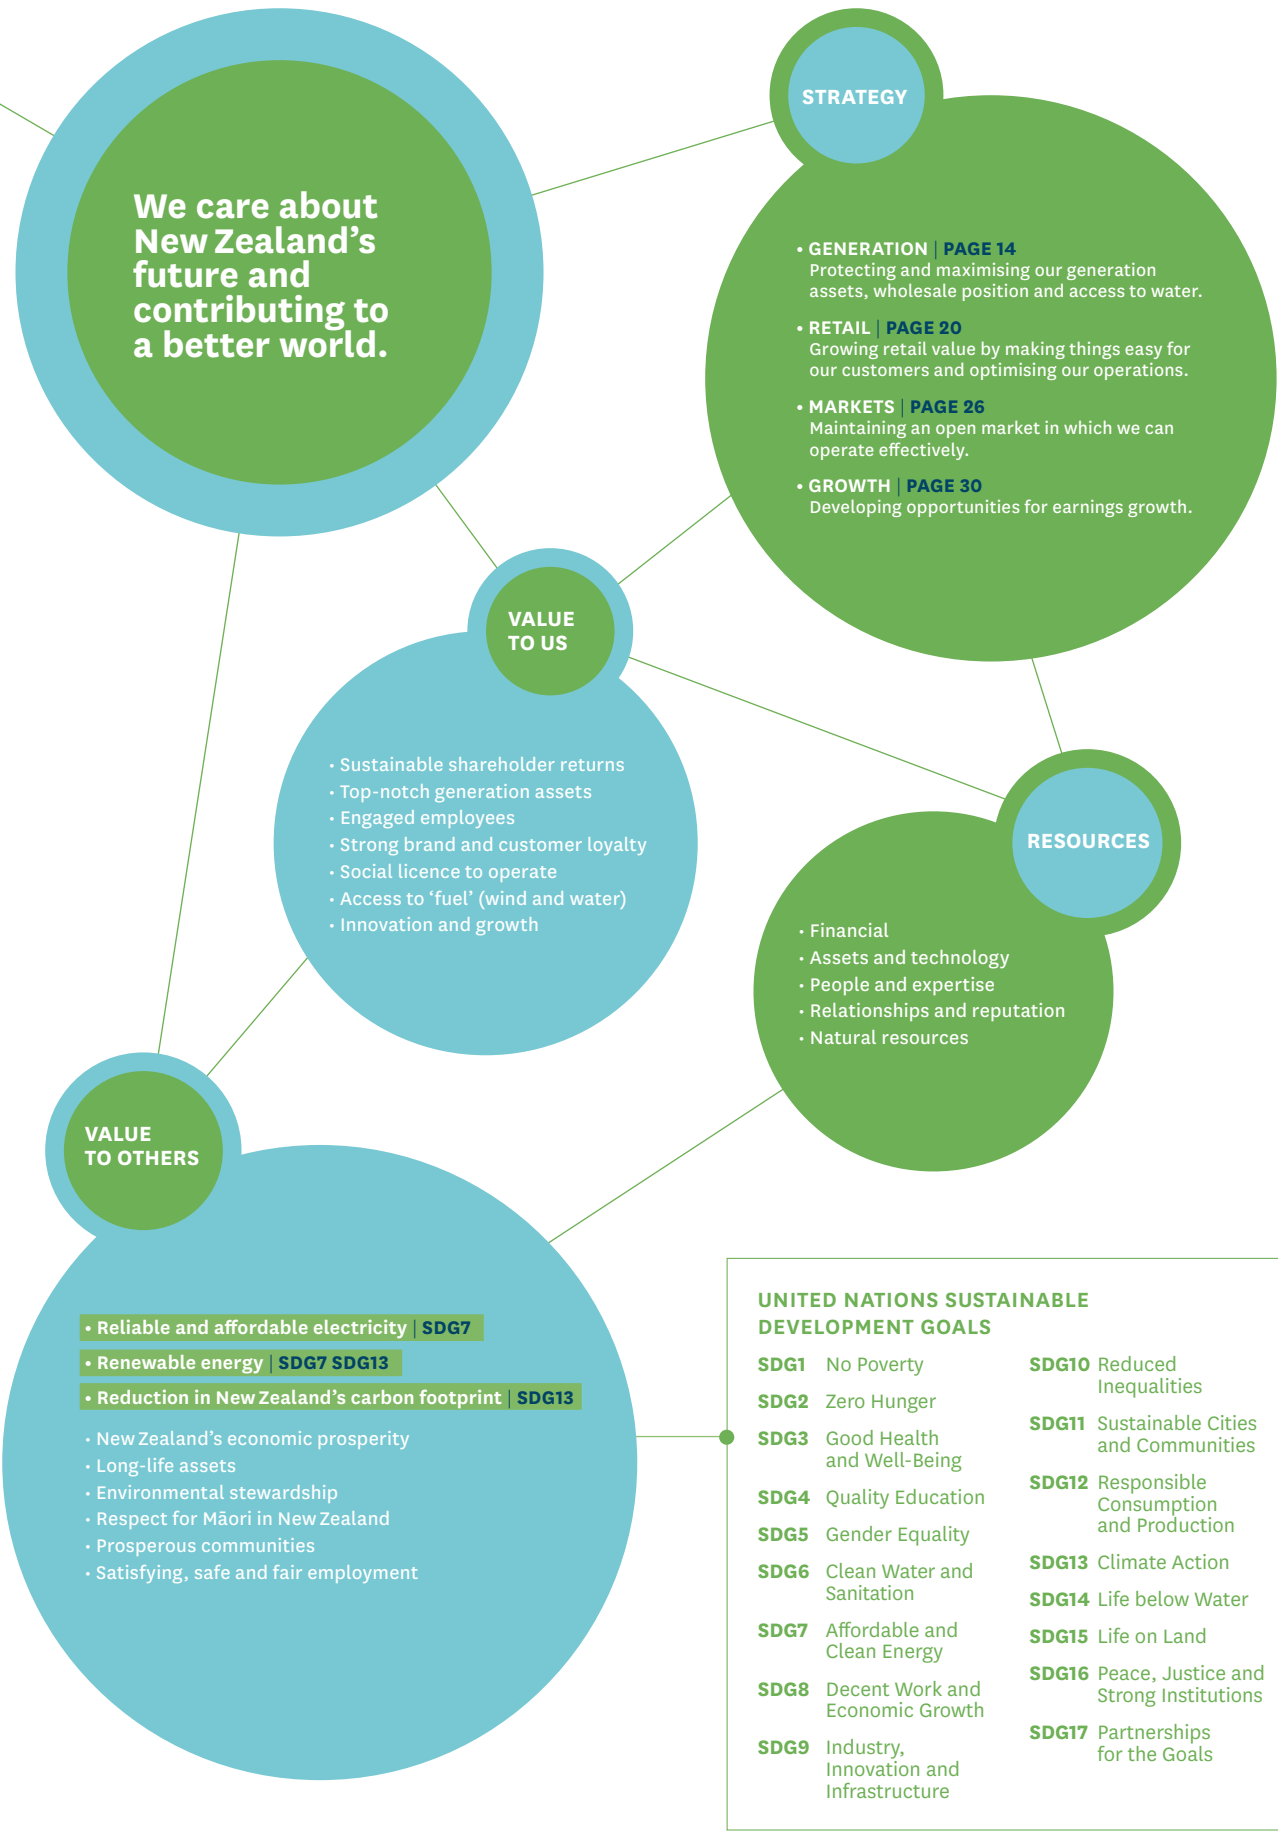 We care about
New Zealand’s
future and
contributing to
a better world.
STRATEGY
• GENERATION | PAGE 14
Protecting and maximising our generation
assets, wholesale position and access to water.
• RETAIL | PAGE 20
Growing retail value by making things easy for
our customers and optimising our operations.
• MARKETS | PAGE 26
Maintaining an open market in which we can
operate effectively.
• GROWTH | PAGE 30
Developing opportunities for earnings growth.
VALUE
TO US
• Sustainable shareholder returns
• Top-notch generation assets
• Engaged employees
• Strong brand and customer loyalty
• Social licence to operate
• Access to ‘fuel’ (wind and water)
• Innovation and growth
RESOURCES
• Financial
• Assets and technology
• People and expertise
• Relationships and reputation
• Natural resources
VALUE
TO OTHERS
• Reliable and affordable electricity | SDG7
• Renewable energy | SDG7 SDG13
• Reduction in New Zealand’s carbon footprint | SDG13
• New Zealand’s economic prosperity
• Long-life assets
• Environmental stewardship
• Respect for Māori in New Zealand
• Prosperous communities
• Satisfying, safe and fair employment
UNITED NATIONS SUSTAINABLE
DEVELOPMENT GOALS
SDG1 No Poverty
SDG2 Zero Hunger
SDG3 Good Health
and Well-Being
SDG4 Quality Education
SDG5 Gender Equality
SDG6 Clean Water and
Sanitation
SDG7 Affordable and
Clean Energy
SDG8 Decent Work and
Economic Growth
SDG9 Industry,
Innovation and
Infrastructure
SDG10 Reduced
Inequalities
SDG11 Sustainable Cities
and Communities
SDG12 Responsible
Consumption
and Production
SDG13 Climate Action
SDG14 Life below Water
SDG15 Life on Land
SDG16 Peace, Justice and
Strong Institutions
SDG17 Partnerships
for the Goals